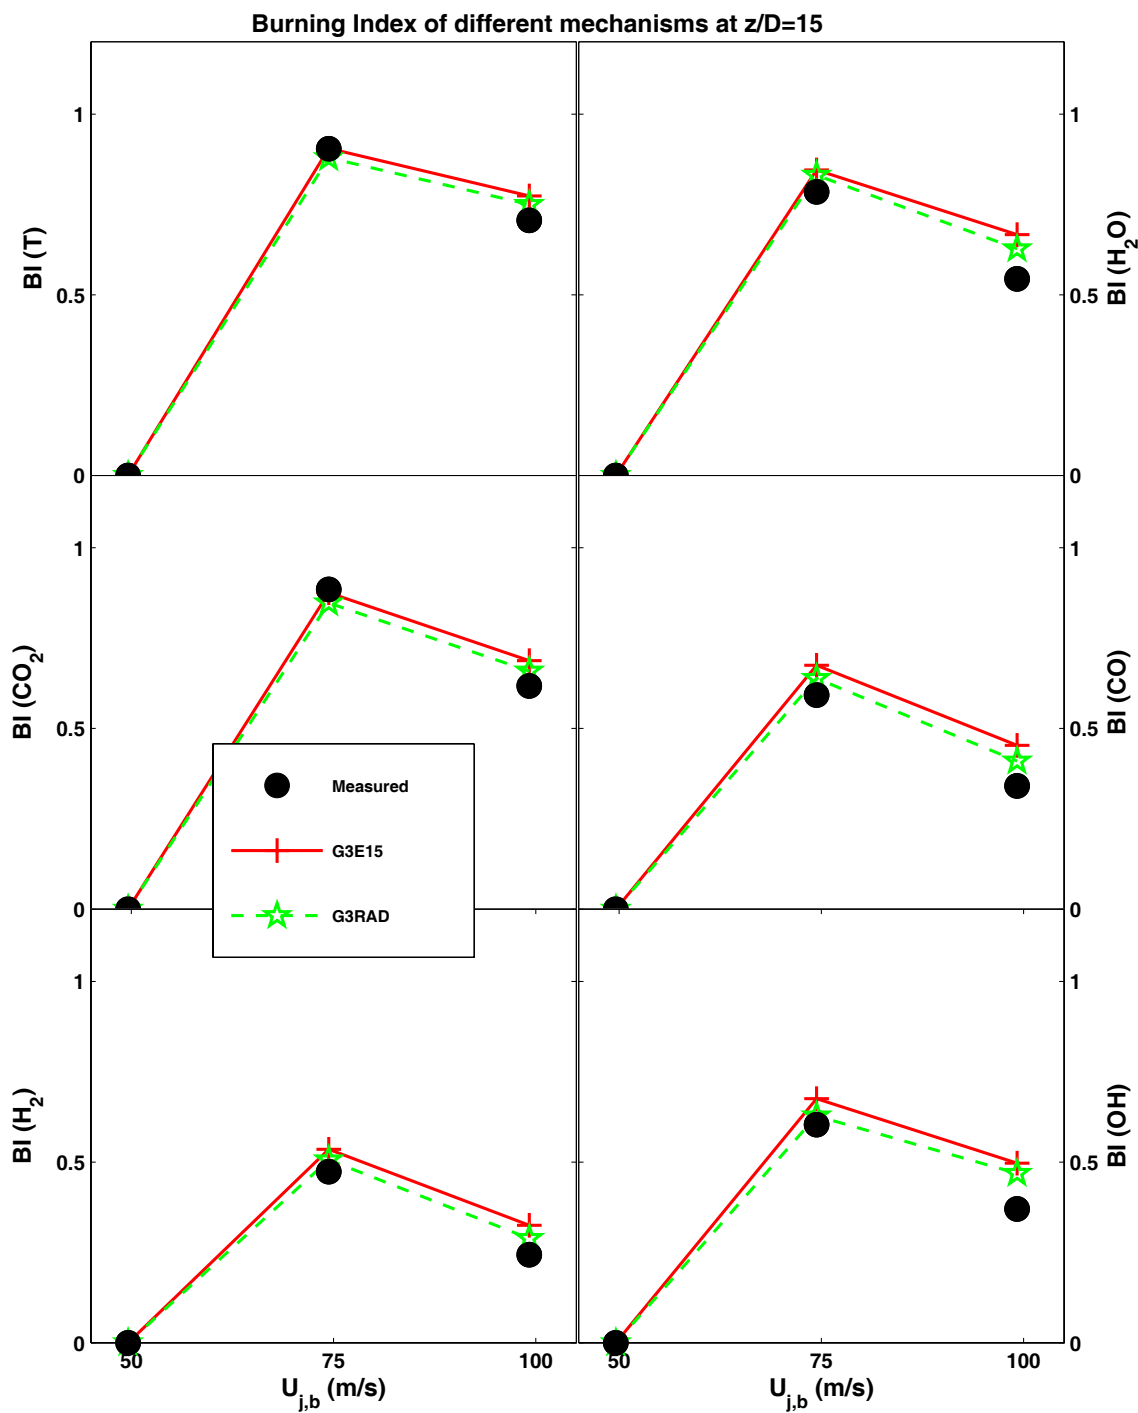 Burning Index of different mechanisms at z/D=15
1
0.5
0
BI (T)
1
0.5
0
BI (H2O)
1
0.5
0
BI (CO2)
1
0.5
0
BI (CO)
Measured
G3E15
G3RAD
1
0.5
0
BI (H2)
1
0.5
0
BI (OH)
50 75 100
50 75 100
Uj,b (m/s)
Uj,b (m/s)